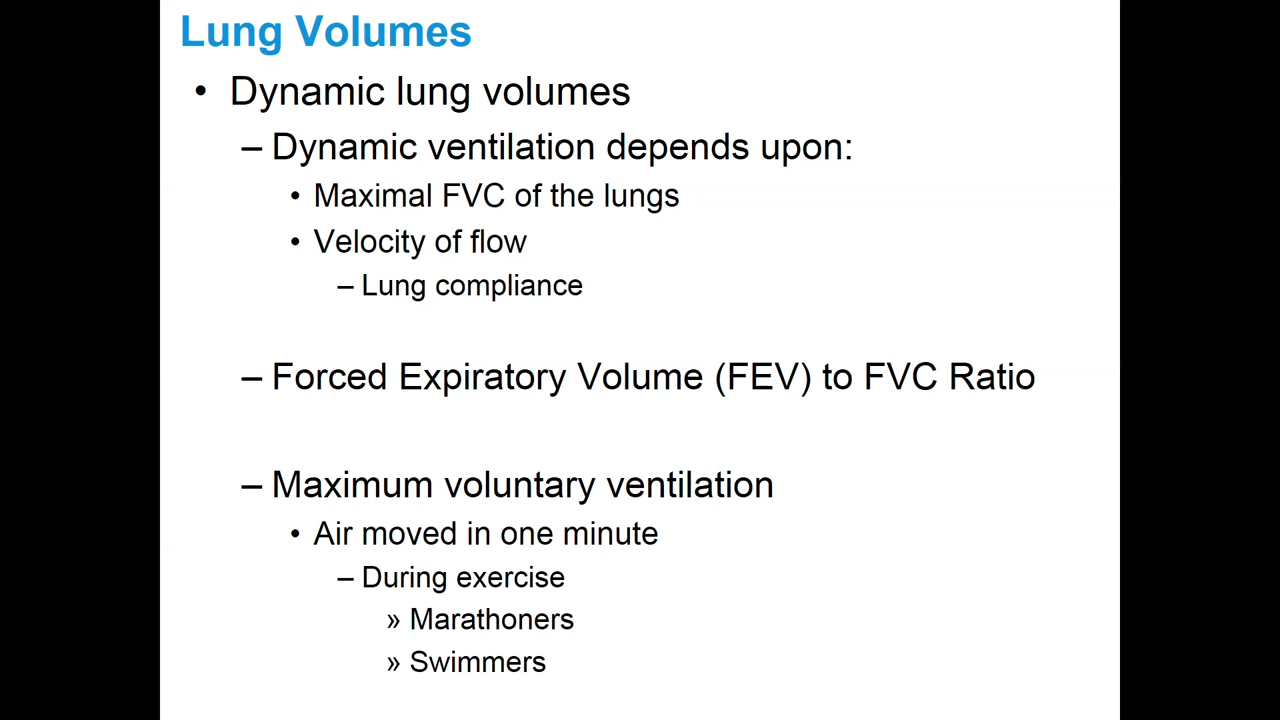 Lung Volumes
• Dynamic lung volumes
– Dynamic ventilation depends upon:
• Maximal FVC of the lungs
• Velocity of flow
– Lung compliance
– Forced Expiratory Volume (FEV) to FVC Ratio
– Maximum voluntary ventilation
• Air moved in one minute
– During exercise
» Marathoners
» Swimmers